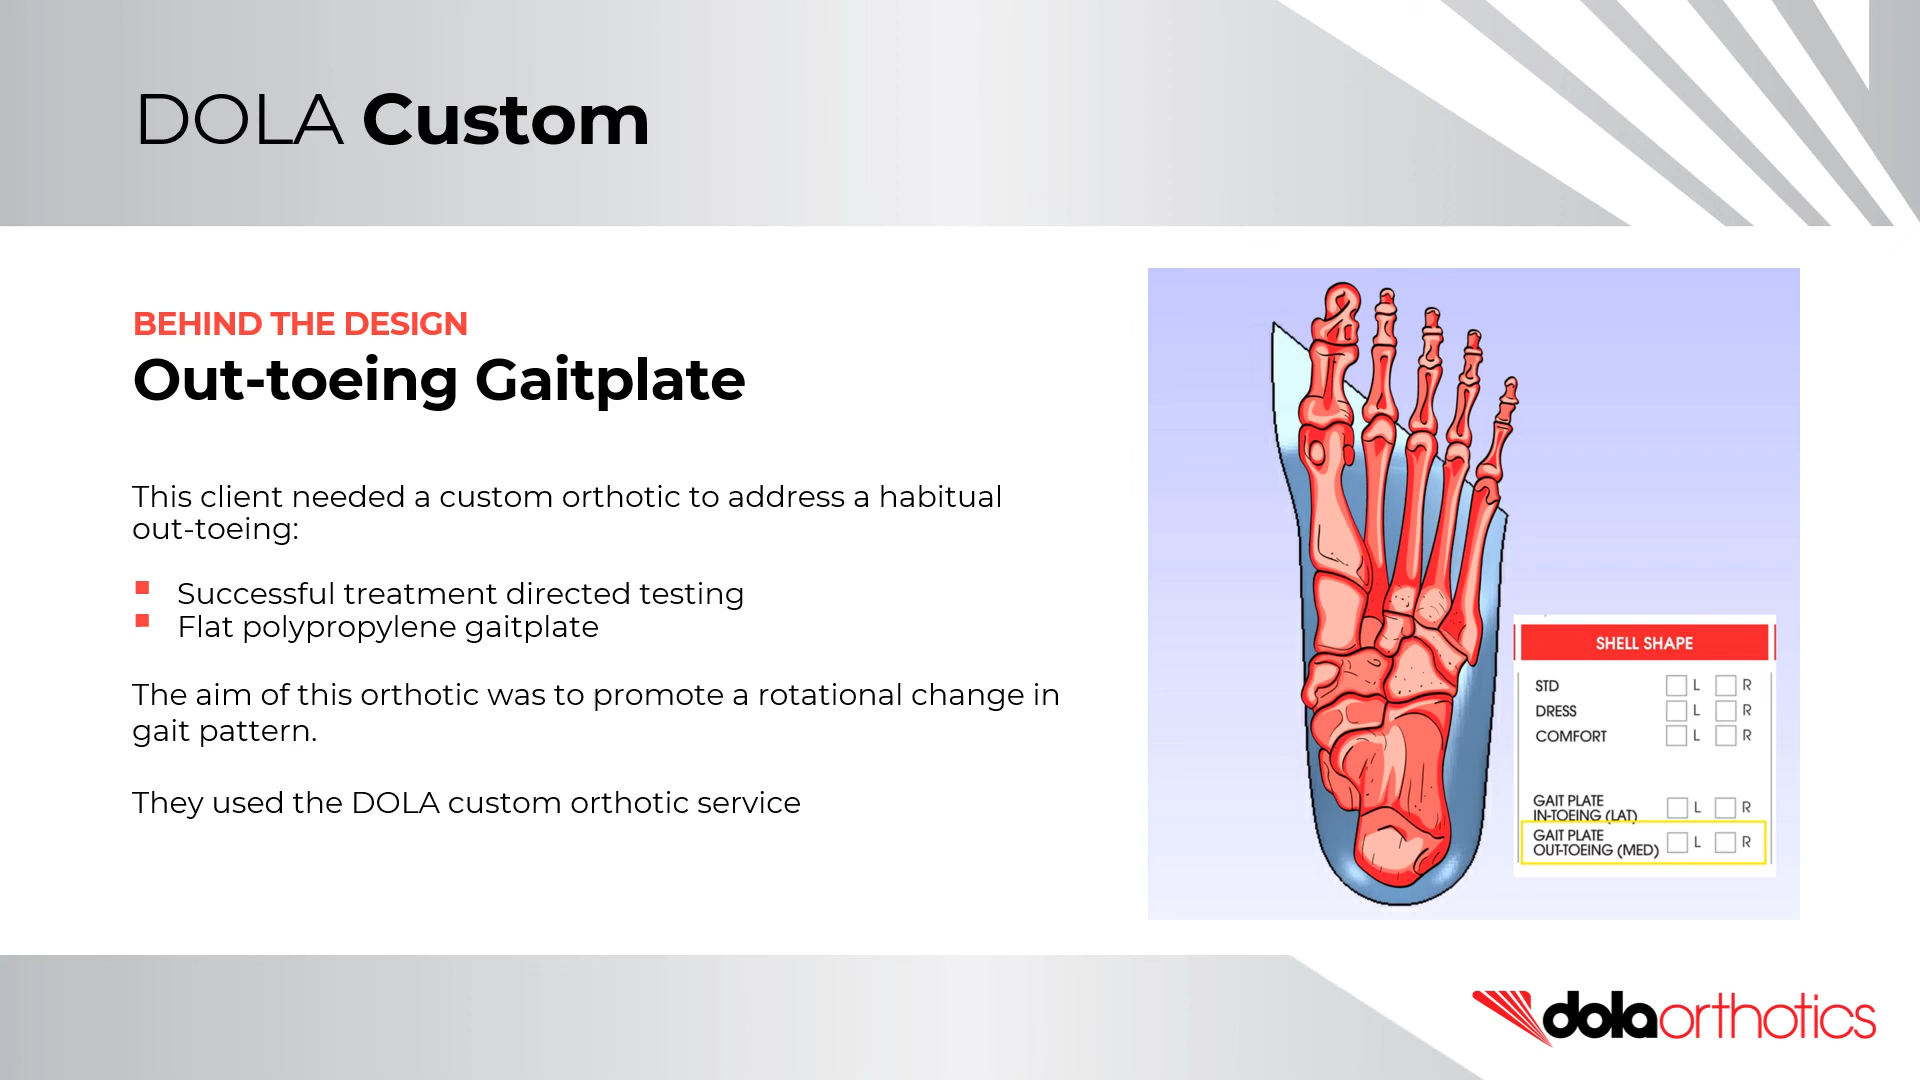 DOLA Custom
BEHIND THE DESIGN
Out-toeing Gaitplate
This client needed a custom orthotic to address a habitual
out-toeing:
Successful treatment directed testing
Flat polypropylene gaitplate
The aim of this orthotic was to promote a rotational change in
gait pattern.
They used the DOLA custom orthotic service
SHELL SHAPE
STD L R
DRESS L R
COMFORT L R
GAIT PLATE
IN-TOEING (LAT) L R
GAIT PLATE
OUT-TOEING (MED) L R
dolaorthotics